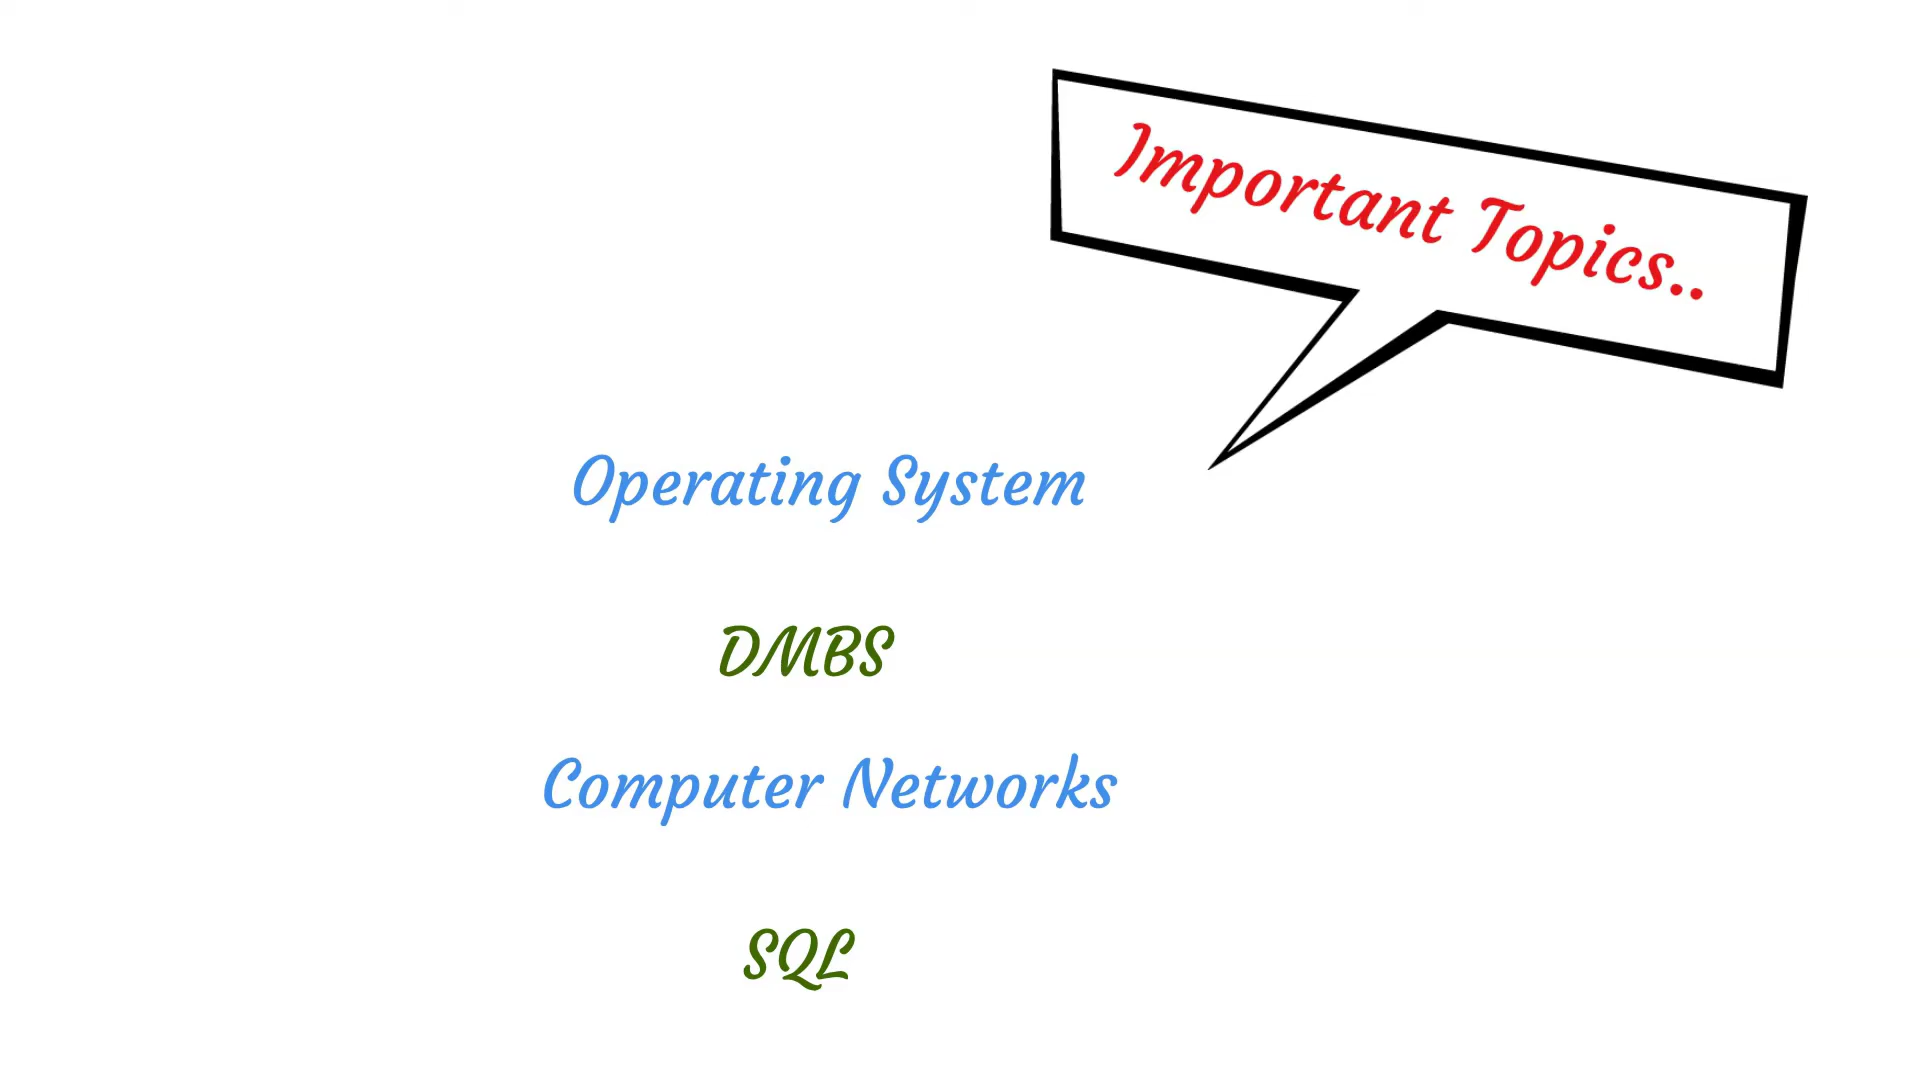 Important Topics..
Operating System
DMBS
Computer Networks
SQL